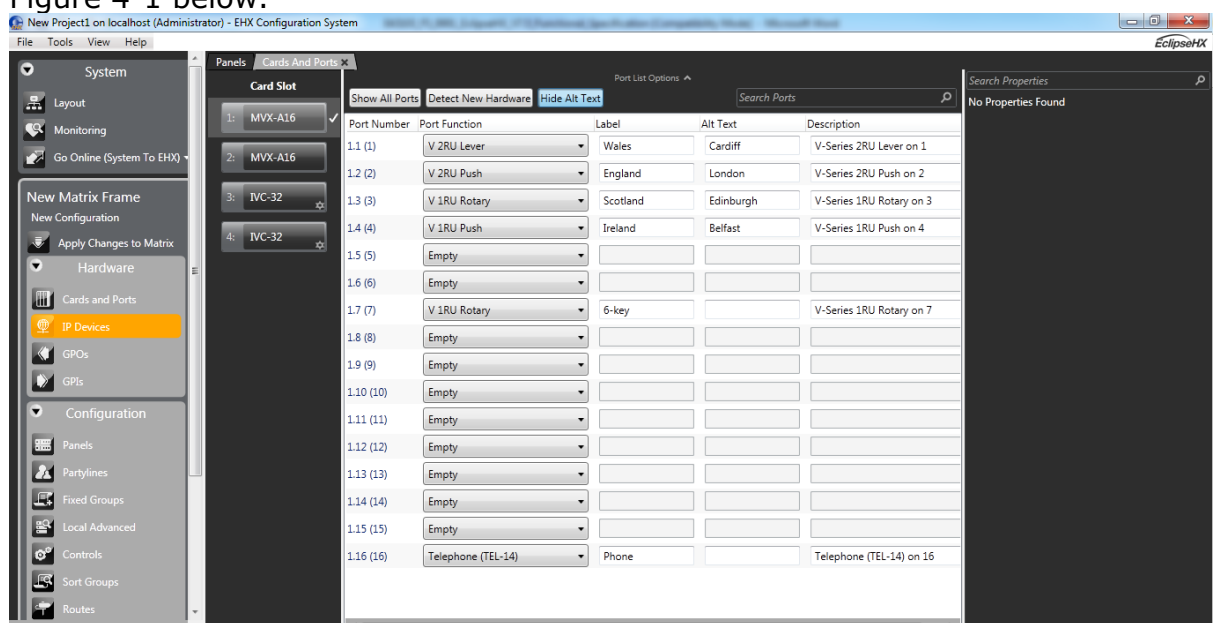 Figure 4-1 below:
New Project1 on localhost (Administrator) - EHX Configuration System
File Tools View Help
EclipseHX
System
Layout
Monitoring
Go Online (System To EHX)
New Matrix Frame
New Configuration
Apply Changes to Matrix
Hardware
Cards and Ports
IP Devices
GPOs
GPIs
Configuration
Panels
Partylines
Fixed Groups
Local Advanced
Controls
Sort Groups
Routes
Panels Cards And Ports x
Card Slot
1: MVX-A16
2: MVX-A16
3: IVC-32
4: IVC-32
Port List Options
Show All Ports Detect New Hardware Hide Alt Text Search Ports
Port Number Port Function Label Alt Text Description
1.1 (1) V 2RU Lever Wales Cardiff V-Series 2RU Lever on 1
1.2 (2) V 2RU Push England London V-Series 2RU Push on 2
1.3 (3) V 1RU Rotary Scotland Edinburgh V-Series 1RU Rotary on 3
1.4 (4) V 1RU Push Ireland Belfast V-Series 1RU Push on 4
1.5 (5) Empty
1.6 (6) Empty
1.7 (7) V 1RU Rotary 6-key V-Series 1RU Rotary on 7
1.8 (8) Empty
1.9 (9) Empty
1.10 (10) Empty
1.11 (11) Empty
1.12 (12) Empty
1.13 (13) Empty
1.14 (14) Empty
1.15 (15) Empty
1.16 (16) Telephone (TEL-14) Phone Telephone (TEL-14) on 16
Search Properties
No Properties Found